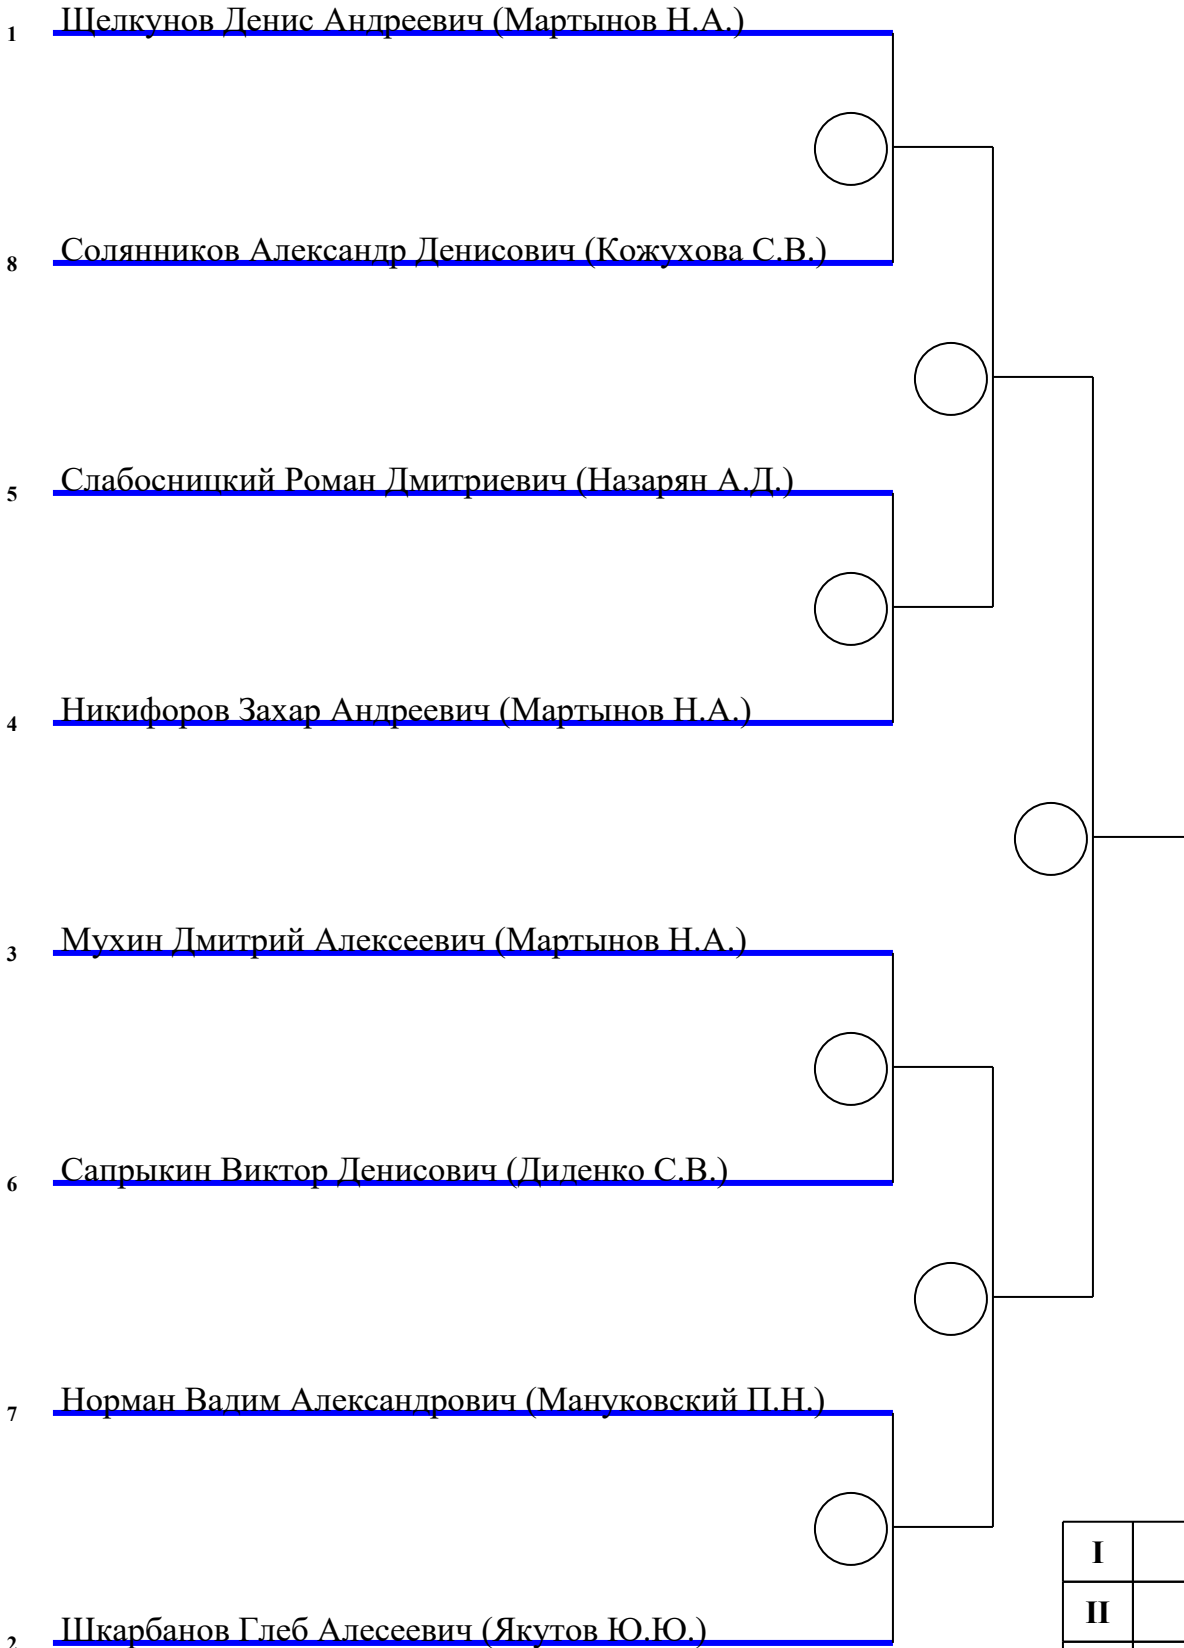 1 Щелкунов Денис Андреевич (Мартынов Н.А.)
8 Солянников Александр Денисович (Кожухова С.В.)
5 Слабосницкий Роман Дмитриевич (Назарян А.Д.)
4 Никифоров Захар Андреевич (Мартынов Н.А.)
3 Мухин Дмитрий Алексеевич (Мартынов Н.А.)
6 Сапрыкин Виктор Денисович (Диденко С.В.)
7 Норман Вадим Александрович (Мануковский П.Н.)
I
II
2 Шкарбанов Глеб Алесеевич (Якутов Ю.Ю.)